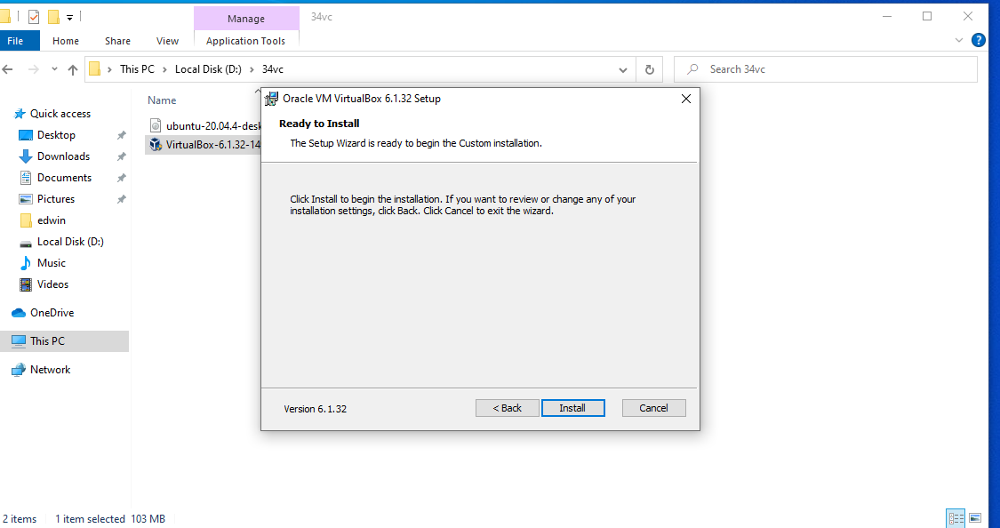 Manage
34vc
File
Home
Share
View
Application Tools
This PC
Local Disk (D:)
34vc
Search 34vc
Quick access
Desktop
Downloads
Documents
Pictures
edwin
Local Disk (D:)
Music
Videos
OneDrive
This PC
Network
Name
ubuntu-20.04.4-desk
VirtualBox-6.1.32-14
Oracle VM VirtualBox 6.1.32 Setup
Ready to Install
The Setup Wizard is ready to begin the Custom installation.
Click Install to begin the installation. If you want to review or change any of your
installation settings, click Back. Click Cancel to exit the wizard.
Version 6.1.32
< Back
Install
Cancel
2 items
1 item selected 103 MB